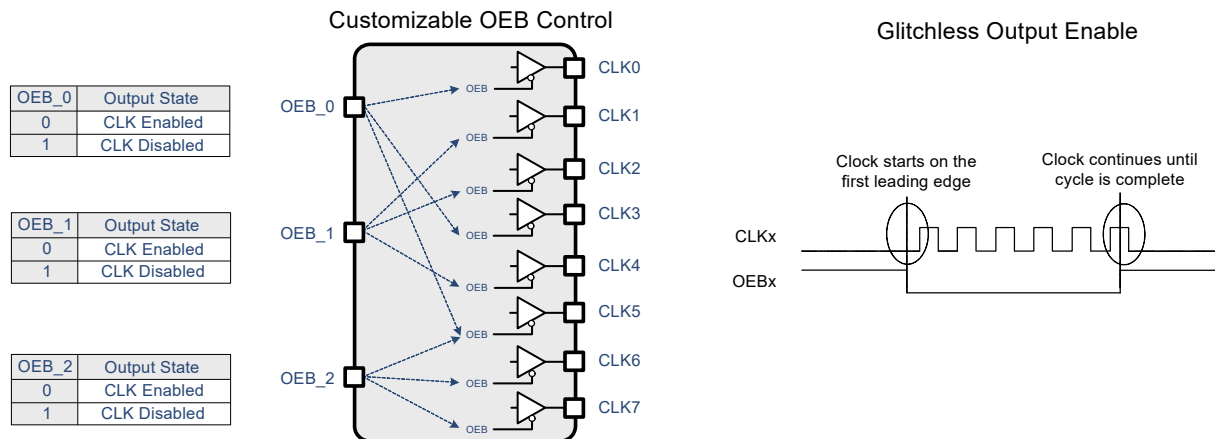 Customizable OEB Control
Glitchless Output Enable
OEB_0 Output State
0 CLK Enabled
1 CLK Disabled
OEB_1 Output State
0 CLK Enabled
1 CLK Disabled
OEB_2 Output State
0 CLK Enabled
1 CLK Disabled
OEB_0
OEB_1
OEB_2
OEB
OEB
OEB
OEB
OEB
OEB
OEB
OEB
CLK0
CLK1
CLK2
CLK3
CLK4
CLK5
CLK6
CLK7
Clock starts on the
first leading edge
Clock continues until
cycle is complete
CLKx
OEBx